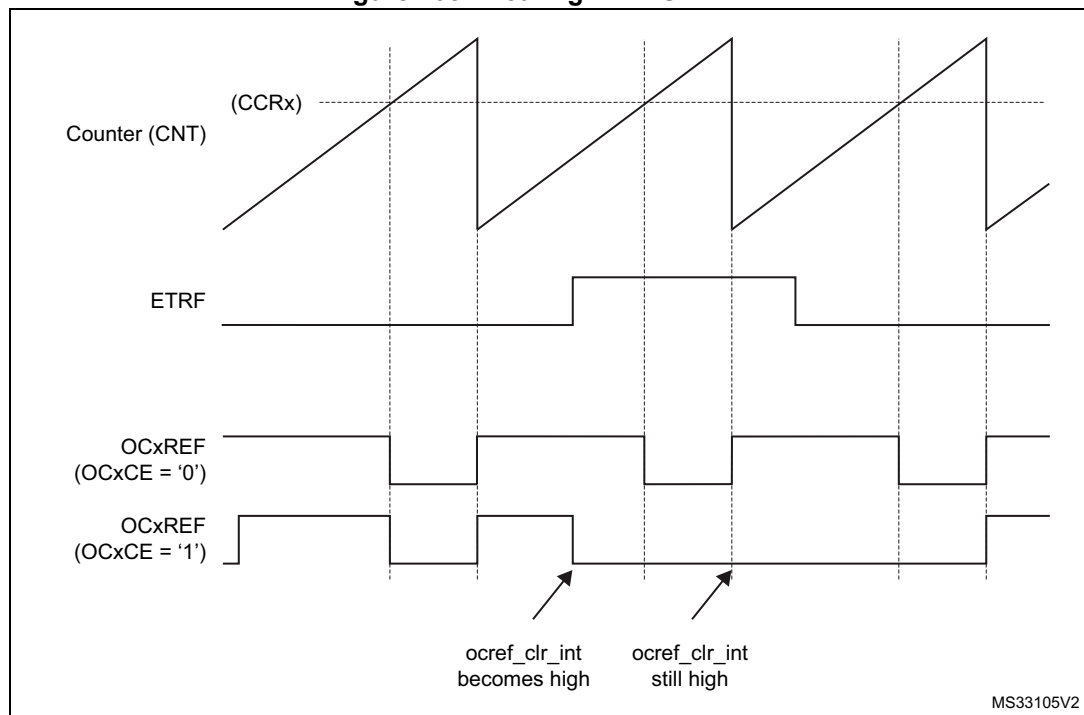 (CCRx)
Counter (CNT)
ETRF
OCxREF
(OCxCE = ‘0’)
OCxREF
(OCxCE = ‘1’)
ocref_clr_int
becomes high
ocref_clr_int
still high
MS33105V2